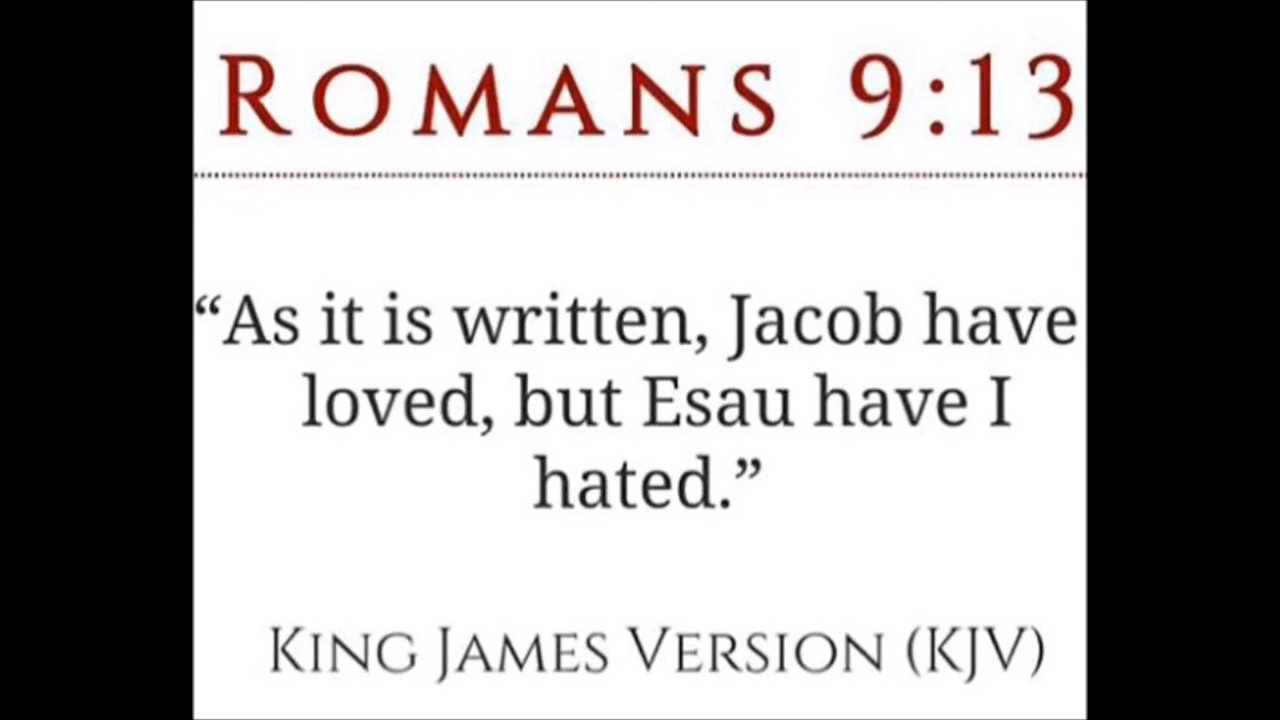 ROMANS 9:13
“As it is written, Jacob have
loved, but Esau have I
hated.”
KING JAMES VERSION (KJV)